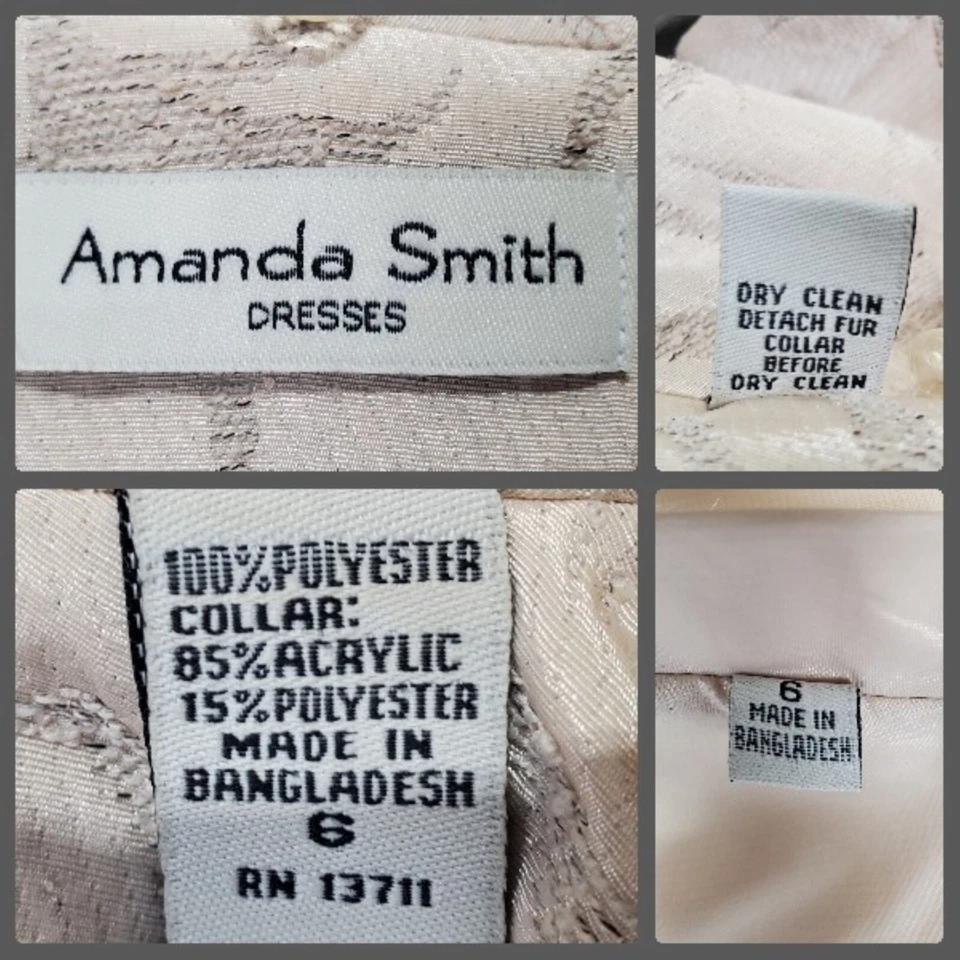 Amanda Smith
DRESSES
DRY CLEAN
DETACH FUR
COLLAR
BEFORE
DRY CLEAN
100% POLYESTER
COLLAR:
85% ACRYLIC
15% POLYESTER
MADE IN
BANGLADESH
6
RN 13711
6
MADE IN
BANGLADESH